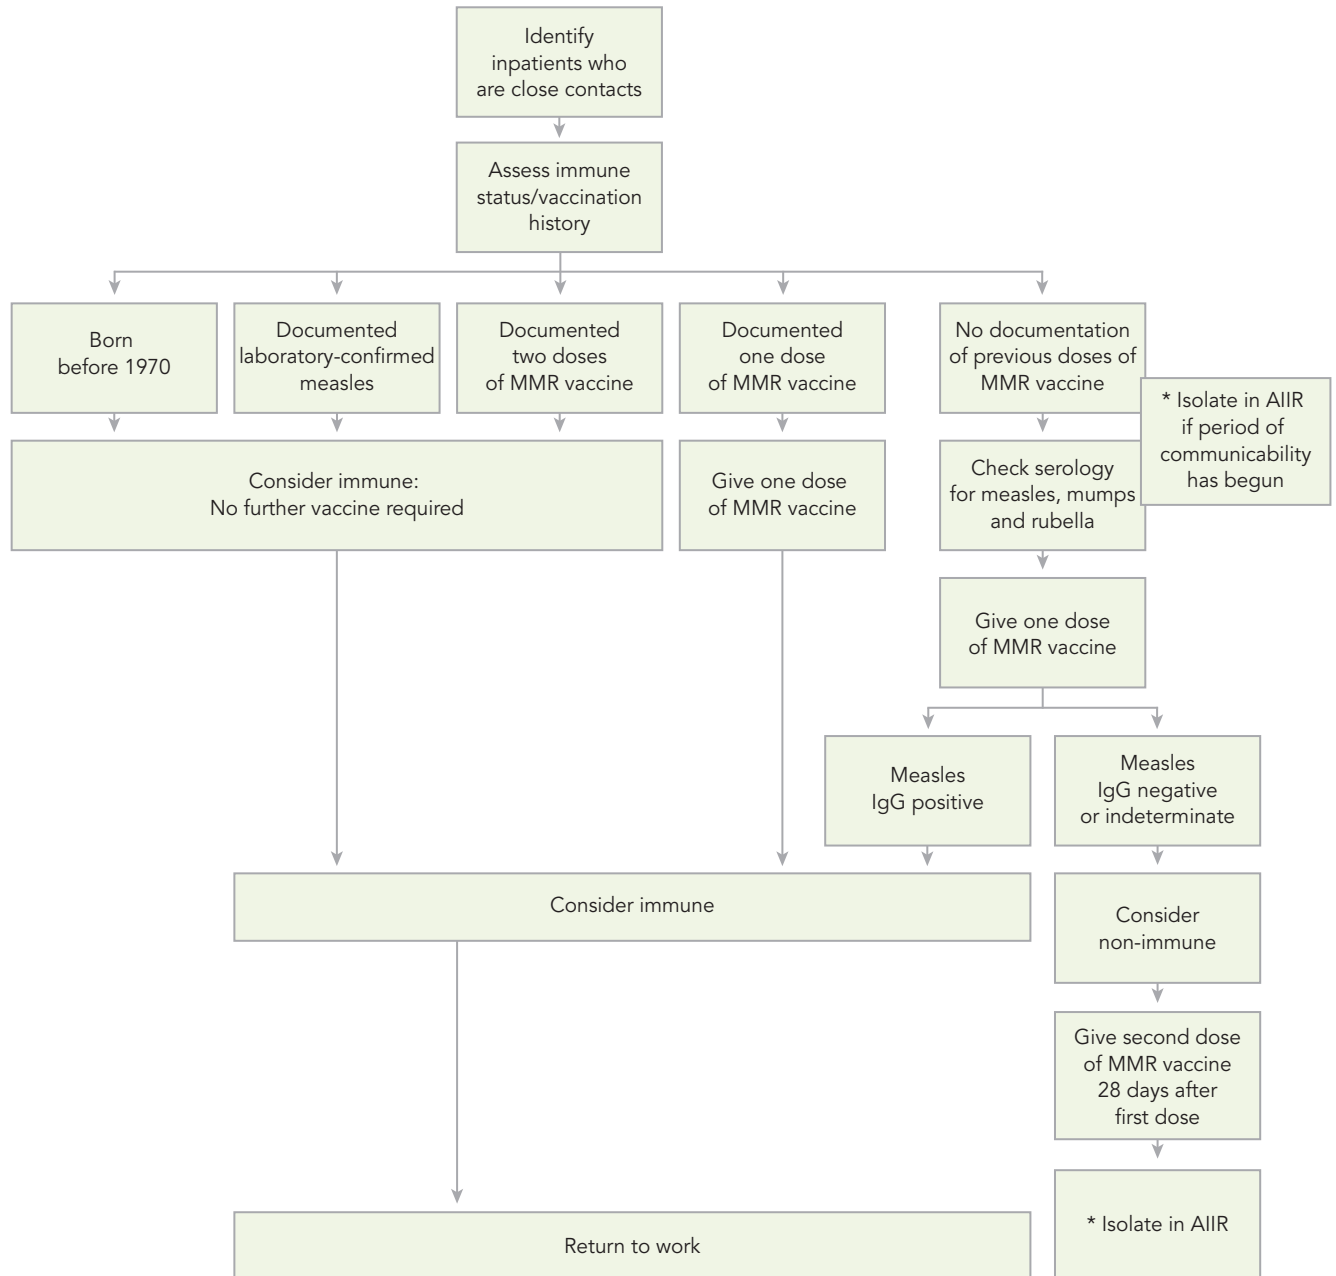 Identify
inpatients who
are close contacts
Assess immune
status/vaccination
history
Born
before 1970
Documented
laboratory-confirmed
measles
Documented
two doses
of MMR vaccine
Documented
one dose
of MMR vaccine
No documentation
of previous doses of
MMR vaccine
* Isolate in AIIR
if period of
communicability
has begun
Consider immune:
No further vaccine required
Give one dose
of MMR vaccine
Check serology
for measles, mumps
and rubella
Give one dose
of MMR vaccine
Measles
IgG positive
Measles
IgG negative
or indeterminate
Consider immune
Consider
non-immune
Give second dose
of MMR vaccine
28 days after
first dose
* Isolate in AIIR
Return to work